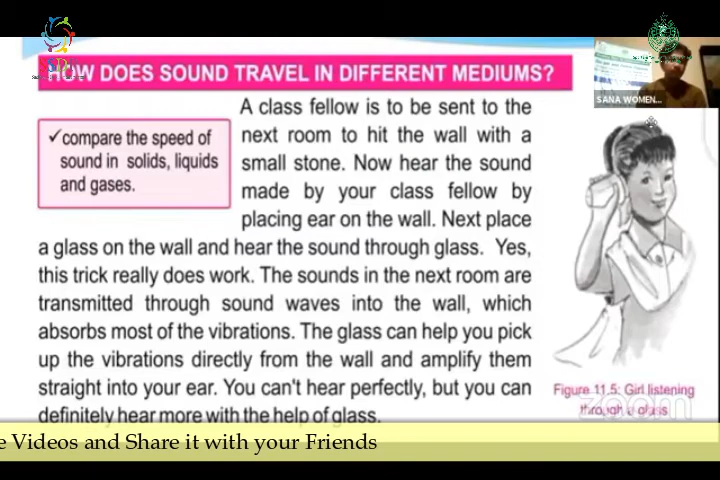 HOW DOES SOUND TRAVEL IN DIFFERENT MEDIUMS?
SANA WOMEN...
✓compare the speed of
sound in solids, liquids
and gases.
A class fellow is to be sent to the
next room to hit the wall with a
small stone. Now hear the sound
made by your class fellow by
placing ear on the wall. Next place
a glass on the wall and hear the sound through glass. Yes,
this trick really does work. The sounds in the next room are
transmitted through sound waves into the wall, which
absorbs most of the vibrations. The glass can help you pick
up the vibrations directly from the wall and amplify them
straight into your ear. You can't hear perfectly, but you can
definitely hear more with the help of glass.
Figure 11.5: Girl listening
through a glass
zoom
e Videos and Share it with your Friends